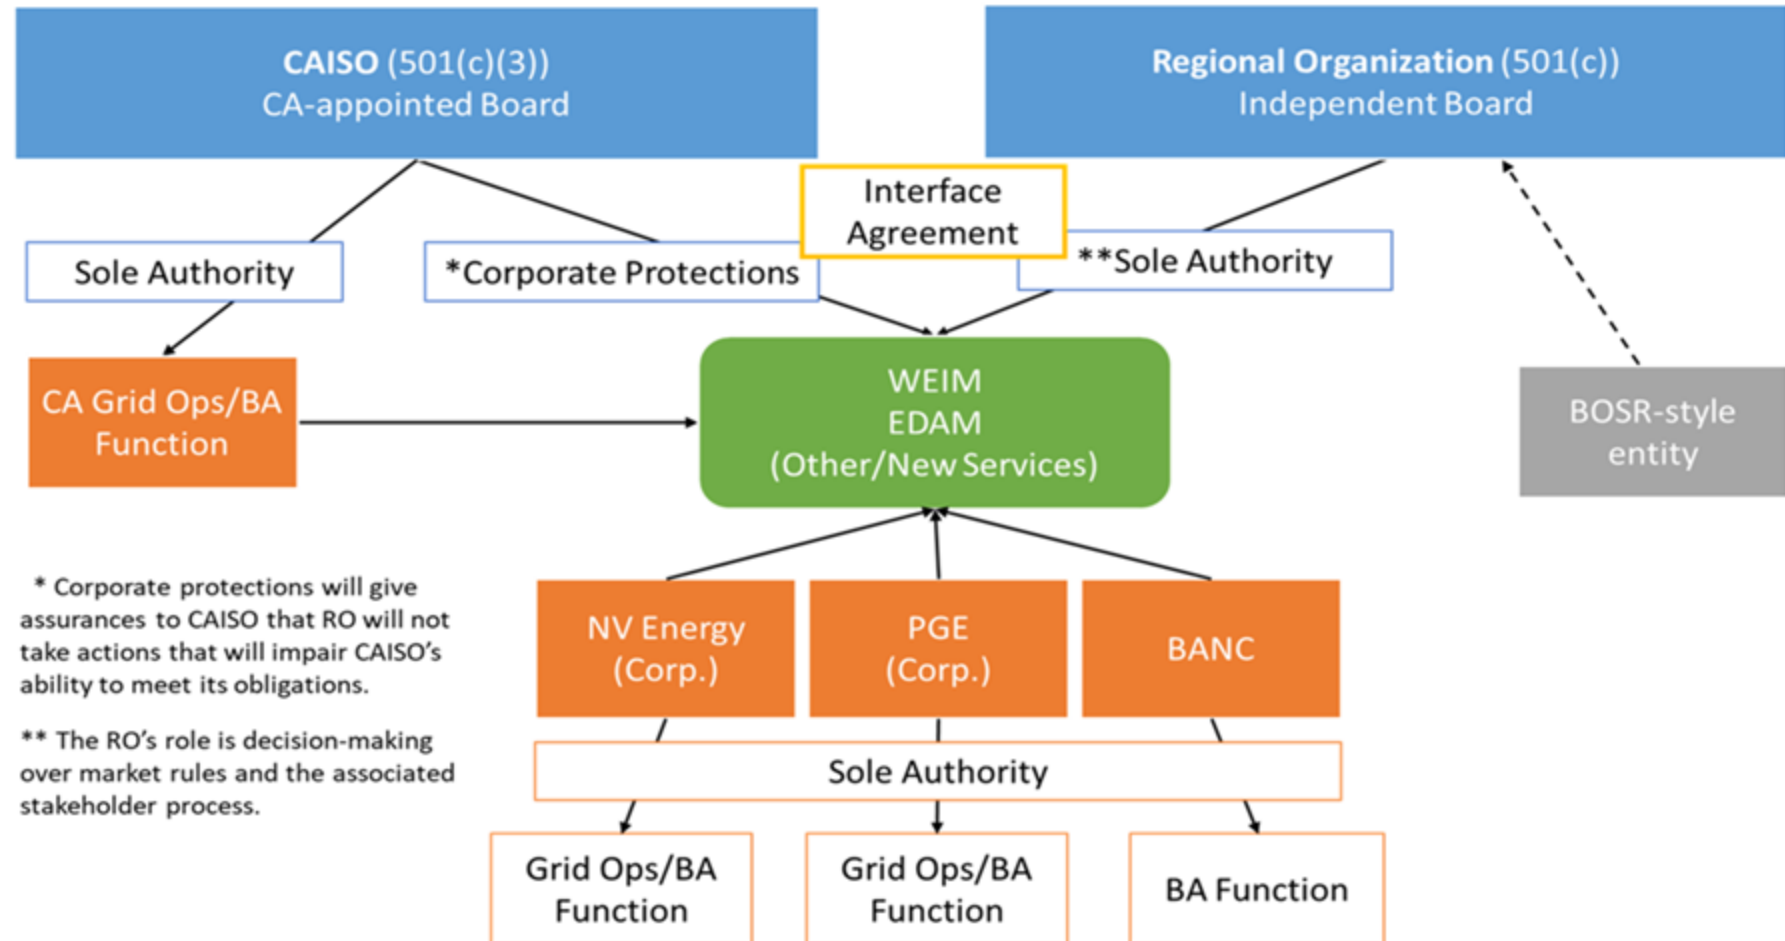 CAISO (501(c)(3))
CA-appointed Board
Regional Organization (501(c))
Independent Board
Interface
Agreement
Sole Authority
*Corporate Protections
**Sole Authority
CA Grid Ops/BA
Function
WEIM
EDAM
(Other/New Services)
BOSR-style
entity
* Corporate protections will give
assurances to CAISO that RO will not
take actions that will impair CAISO's
ability to meet its obligations.
** The RO's role is decision-making
over market rules and the associated
stakeholder process.
NV Energy
(Corp.)
PGE
(Corp.)
BANC
Sole Authority
Grid Ops/BA
Function
Grid Ops/BA
Function
BA Function